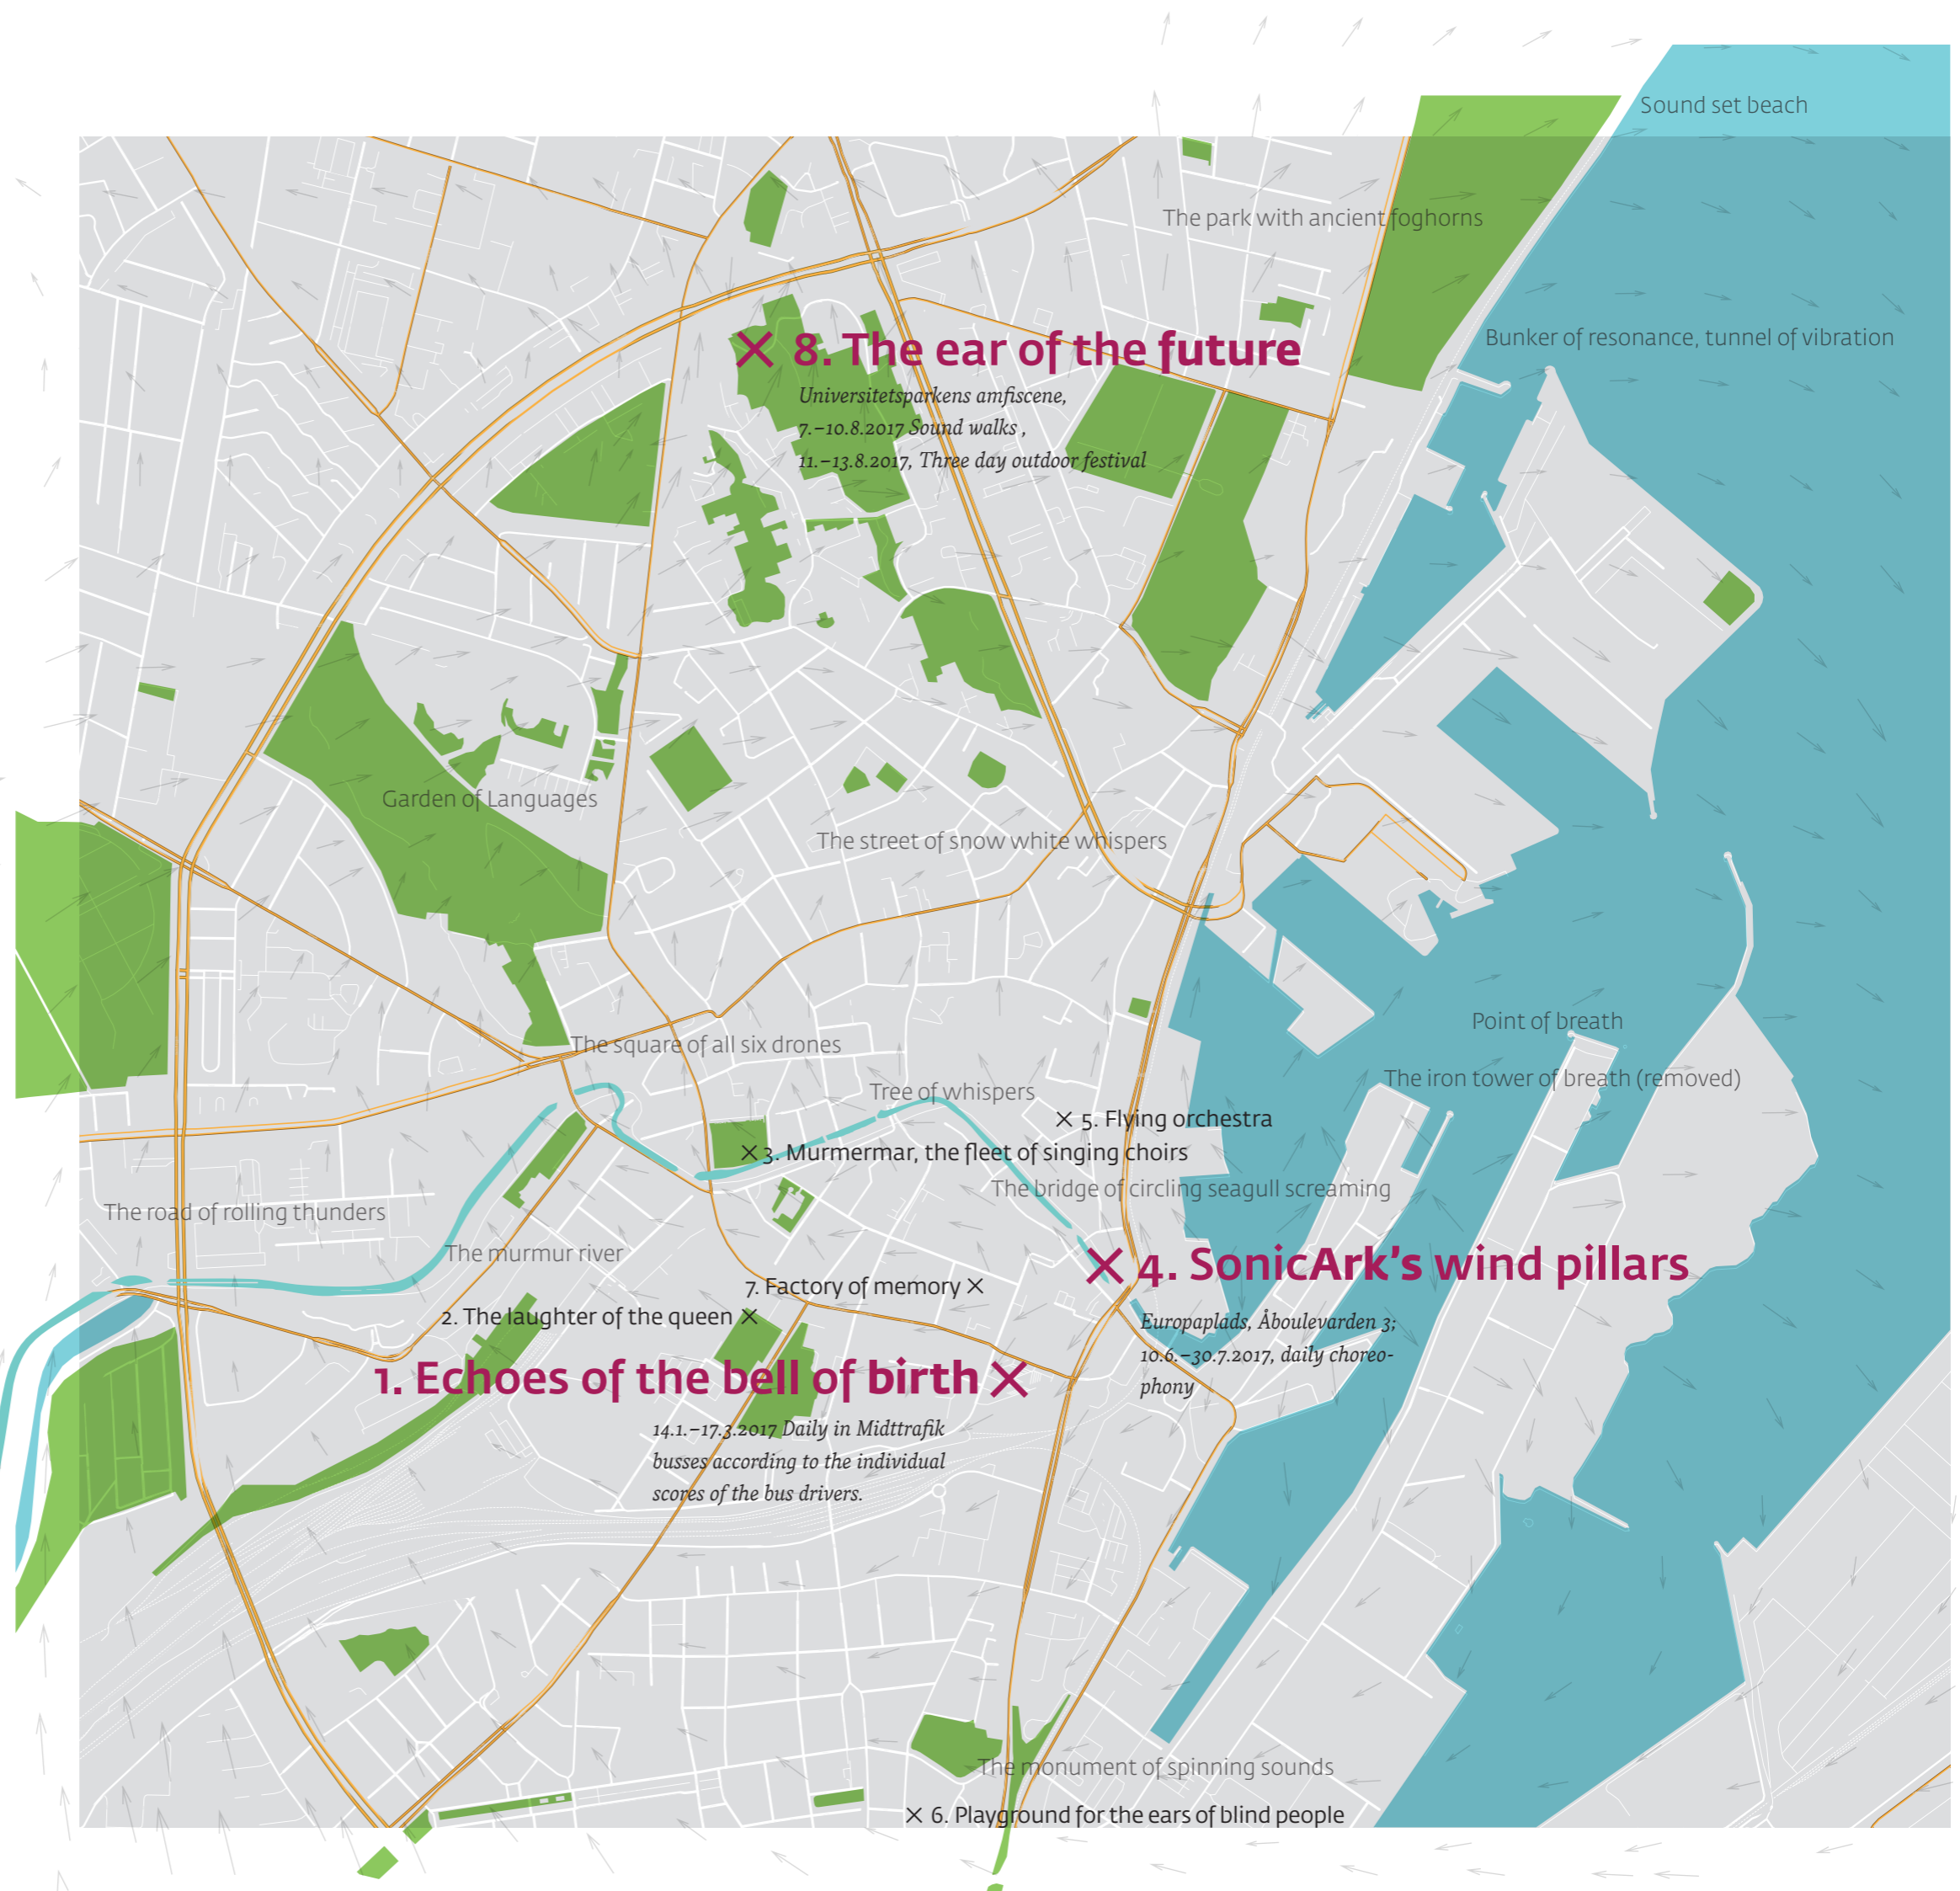 Sound set beach
The park with ancient foghorns
Bunker of resonance, tunnel of vibration
8. The ear of the future
Universitetsparkens amfiscene,
7.–10.8.2017 Sound walks ,
11.–13.8.2017, Three day outdoor festival
Garden of Languages
The street of snow white whispers
Point of breath
The square of all six drones
The iron tower of breath (removed)
Tree of whispers
5. Flying orchestra
3. Murmermar, the fleet of singing choirs
The bridge of circling seagull screaming
The road of rolling thunders
The murmur river
4. SonicArk's wind pillars
Europaplads, Åboulevarden 3;
10.6.–30.7.2017, daily choreo-
phony
7. Factory of memory
2. The laughter of the queen
1. Echoes of the bell of birth
14.1.–17.3.2017 Daily in Midttrafik
busses according to the individual
scores of the bus drivers.
The monument of spinning sounds
6. Playground for the ears of blind people